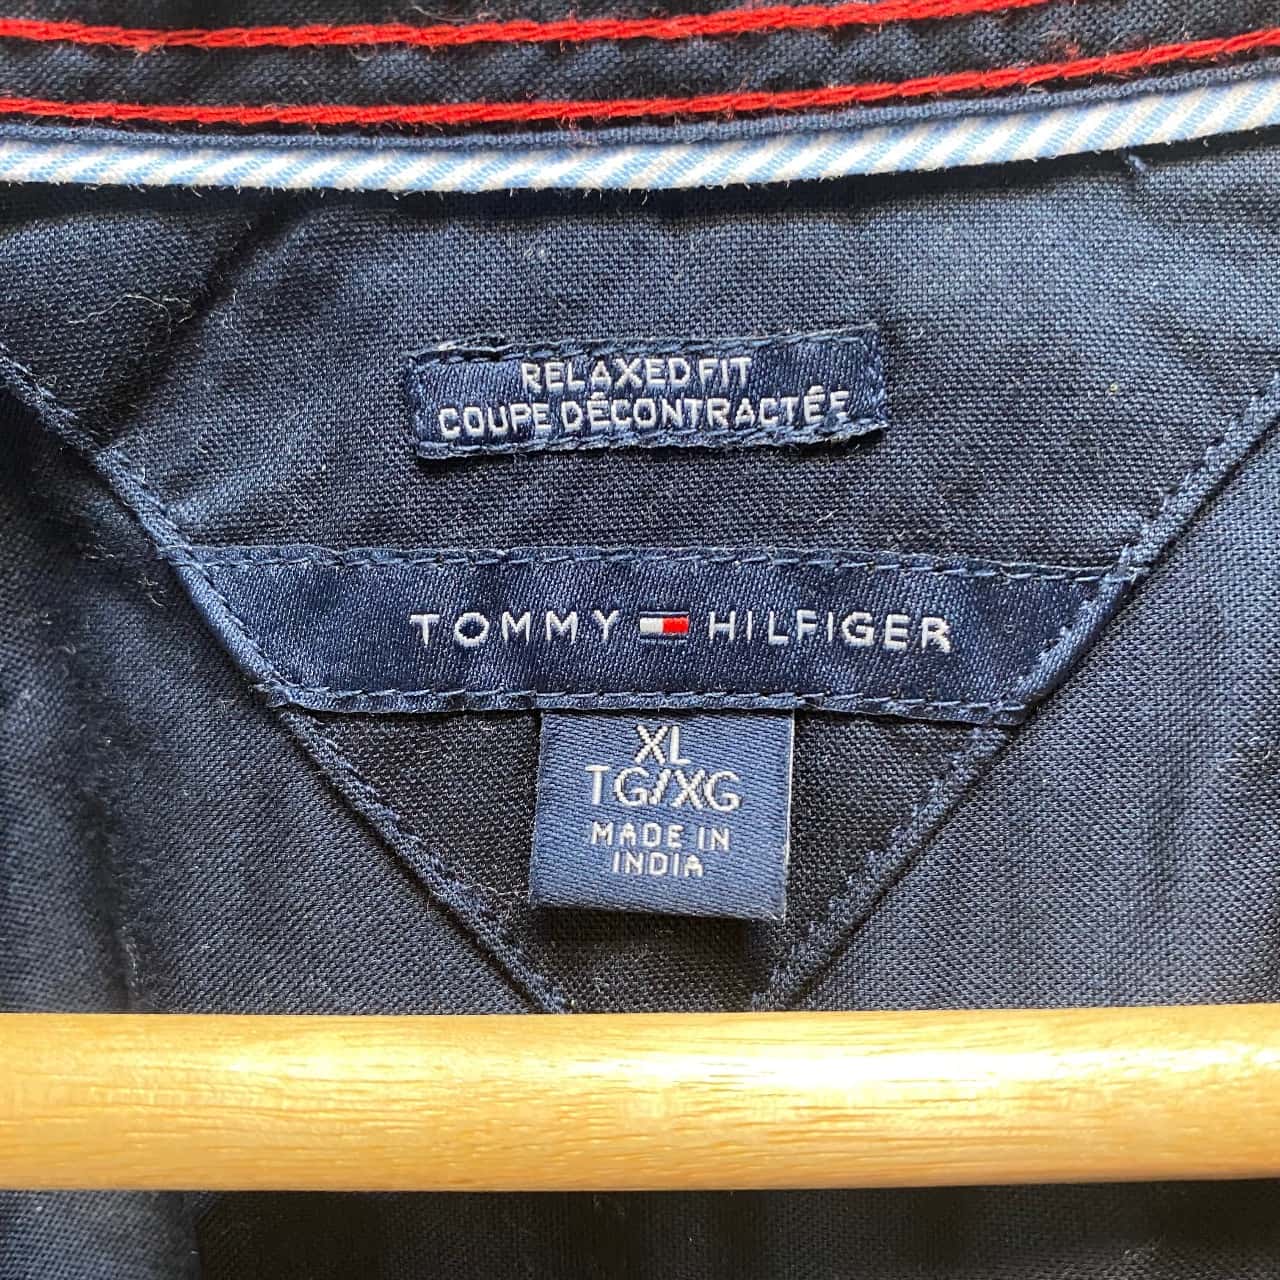 RELAXED FIT
COUPE DÉCONTRACTÉE
TOMMY HILFIGER
XL
TG/XG
MADE IN
INDIA